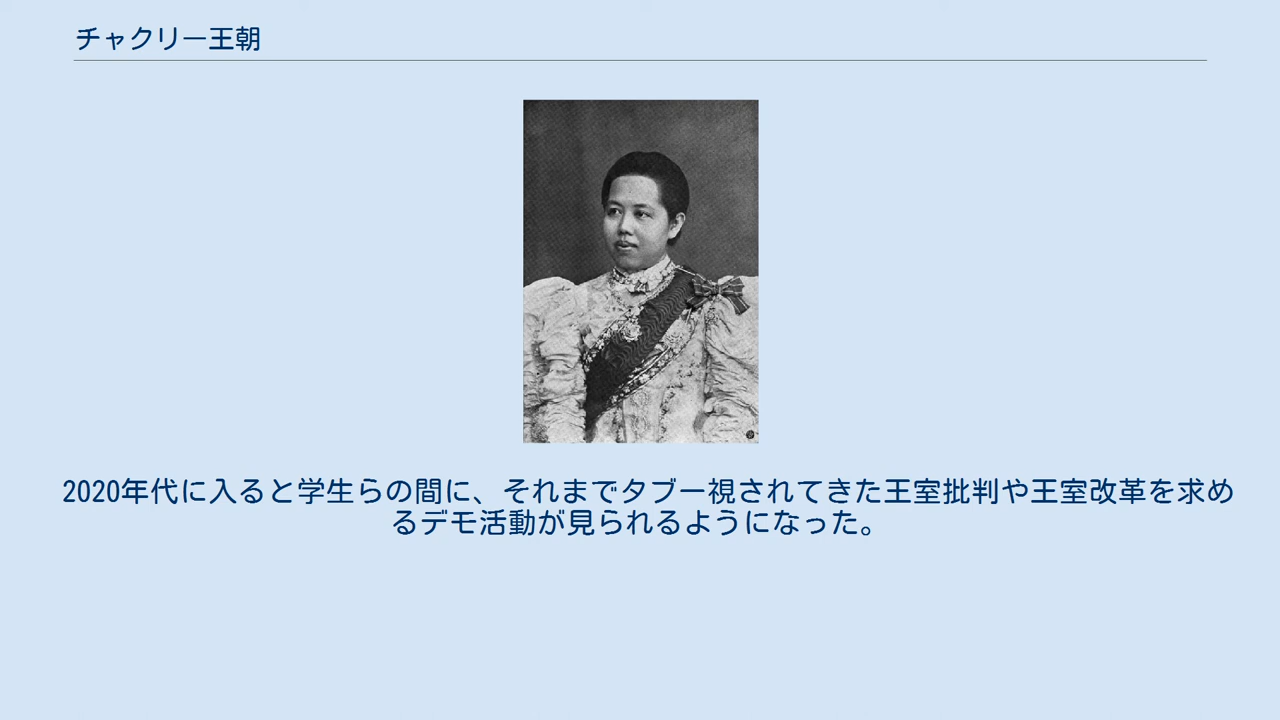 チャクリー王朝
2020年代に入ると学生らの間に、それまでタブー視されてきた王室批判や王室改革を求め
るデモ活動が見られるようになった。